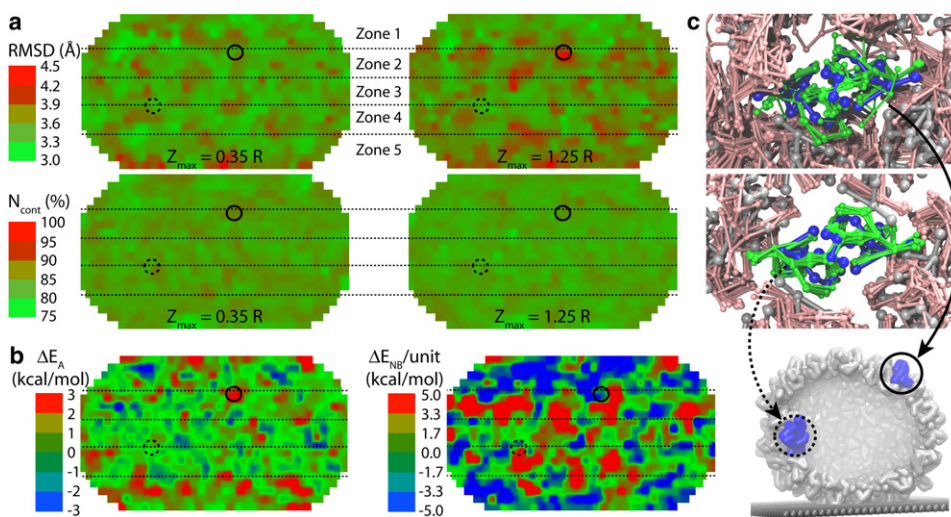 a
RMSD (Å)
4.5
4.2
3.9
3.6
3.3
3.0
Zmax = 0.35 R
Zone 1
Zone 2
Zone 3
Zone 4
Zone 5
Zmax = 1.25 R
Ncont (%)
100
95
90
85
80
75
Zmax = 0.35 R
Zmax = 1.25 R
b
ΔEA
(kcal/mol)
3
2
1
0
-1
-2
-3
ΔENB/unit
(kcal/mol)
5.0
3.3
1.7
0.0
-1.7
-3.3
-5.0
c